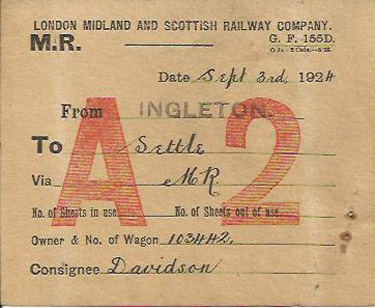 LONDON MIDLAND AND SCOTTISH RAILWAY COMPANY.
M.R. G. F. 155D.
Date Sept 3rd, 1924
From INGLETON.
To Settle
Via M.R.
No. of Sheets in use No. of Sheets out of use
Owner & No. of Wagon 103442.
Consignee Davidson
A 2